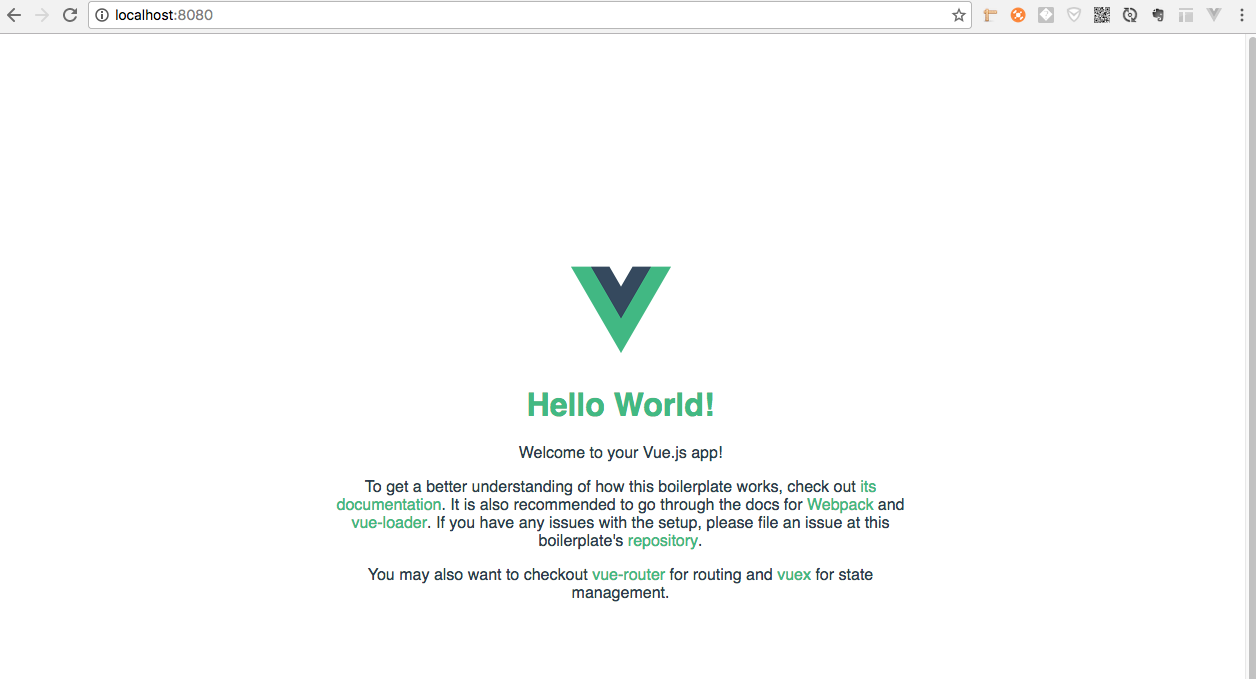 localhost:8080
Hello World!
Welcome to your Vue.js app!
To get a better understanding of how this boilerplate works, check out its
documentation. It is also recommended to go through the docs for Webpack and
vue-loader. If you have any issues with the setup, please file an issue at this
boilerplate's repository.
You may also want to checkout vue-router for routing and vuex for state
management.